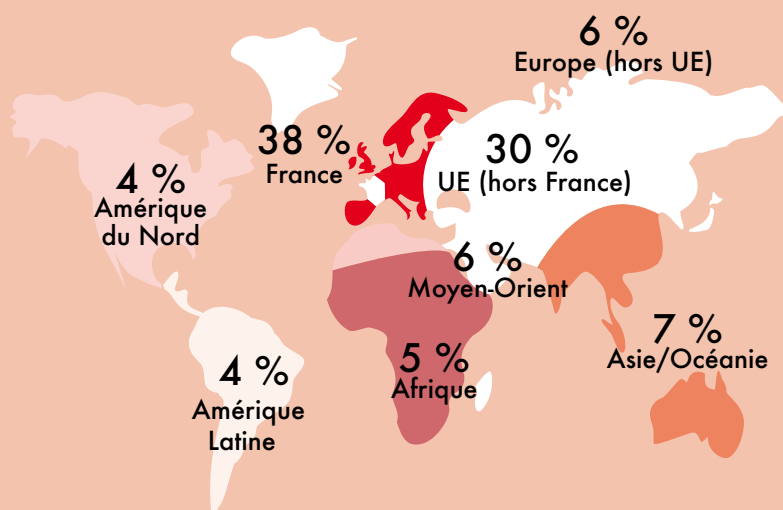 6 %
Europe (hors UE)
38 %
France
30 %
UE (hors France)
4 %
Amérique
du Nord
6 %
Moyen-Orient
7 %
Asie/Océanie
5 %
Afrique
4 %
Amérique
Latine